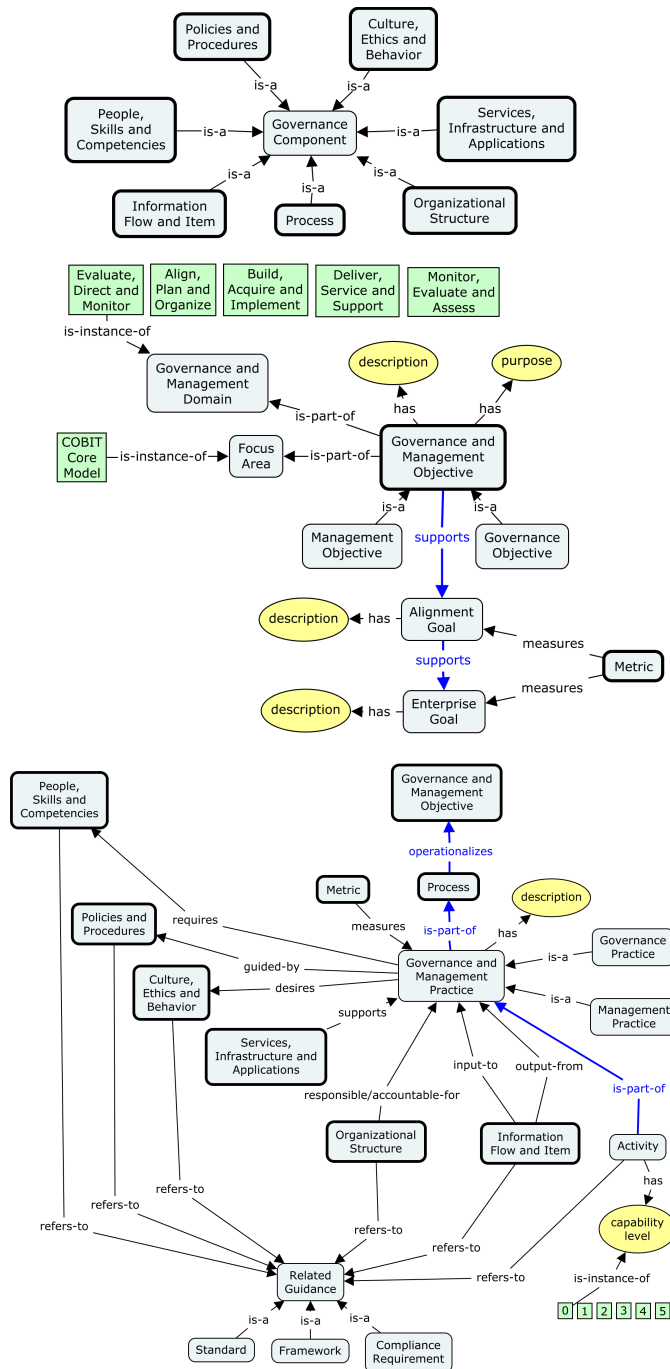 Policies and
Procedures
Culture,
Ethics and
Behavior
is-a
is-a
People,
Skills and
Competencies
is-a
Governance
Component
is-a
Services,
Infrastructure and
Applications
is-a
is-a
is-a
Information
Flow and Item
Process
Organizational
Structure
Evaluate,
Direct and
Monitor
Align,
Plan and
Organize
Build,
Acquire and
Implement
Deliver,
Service and
Support
Monitor,
Evaluate and
Assess
is-instance-of
Governance and
Management
Domain
description
purpose
has
has
is-part-of
COBIT
Core
Model
is-instance-of
Focus
Area
is-part-of
Governance and
Management
Objective
is-a
is-a
Management
Objective
supports
Governance
Objective
description
has
Alignment
Goal
measures
supports
Metric
measures
description
has
Enterprise
Goal
People,
Skills and
Competencies
Governance and
Management
Objective
operationalizes
Metric
Process
description
requires
measures
is-part-of
has
Policies and
Procedures
guided-by
Governance and
Management
Practice
is-a
Governance
Practice
Culture,
Ethics and
Behavior
desires
is-a
Management
Practice
supports
Services,
Infrastructure and
Applications
input-to
output-from
responsible/accountable-for
is-part-of
Organizational
Structure
Information
Flow and Item
Activity
has
refers-to
capability
level
refers-to
refers-to
refers-to
refers-to
refers-to
Related
Guidance
is-instance-of
0
1
2
3
4
5
is-a
is-a
is-a
Standard
Framework
Compliance
Requirement